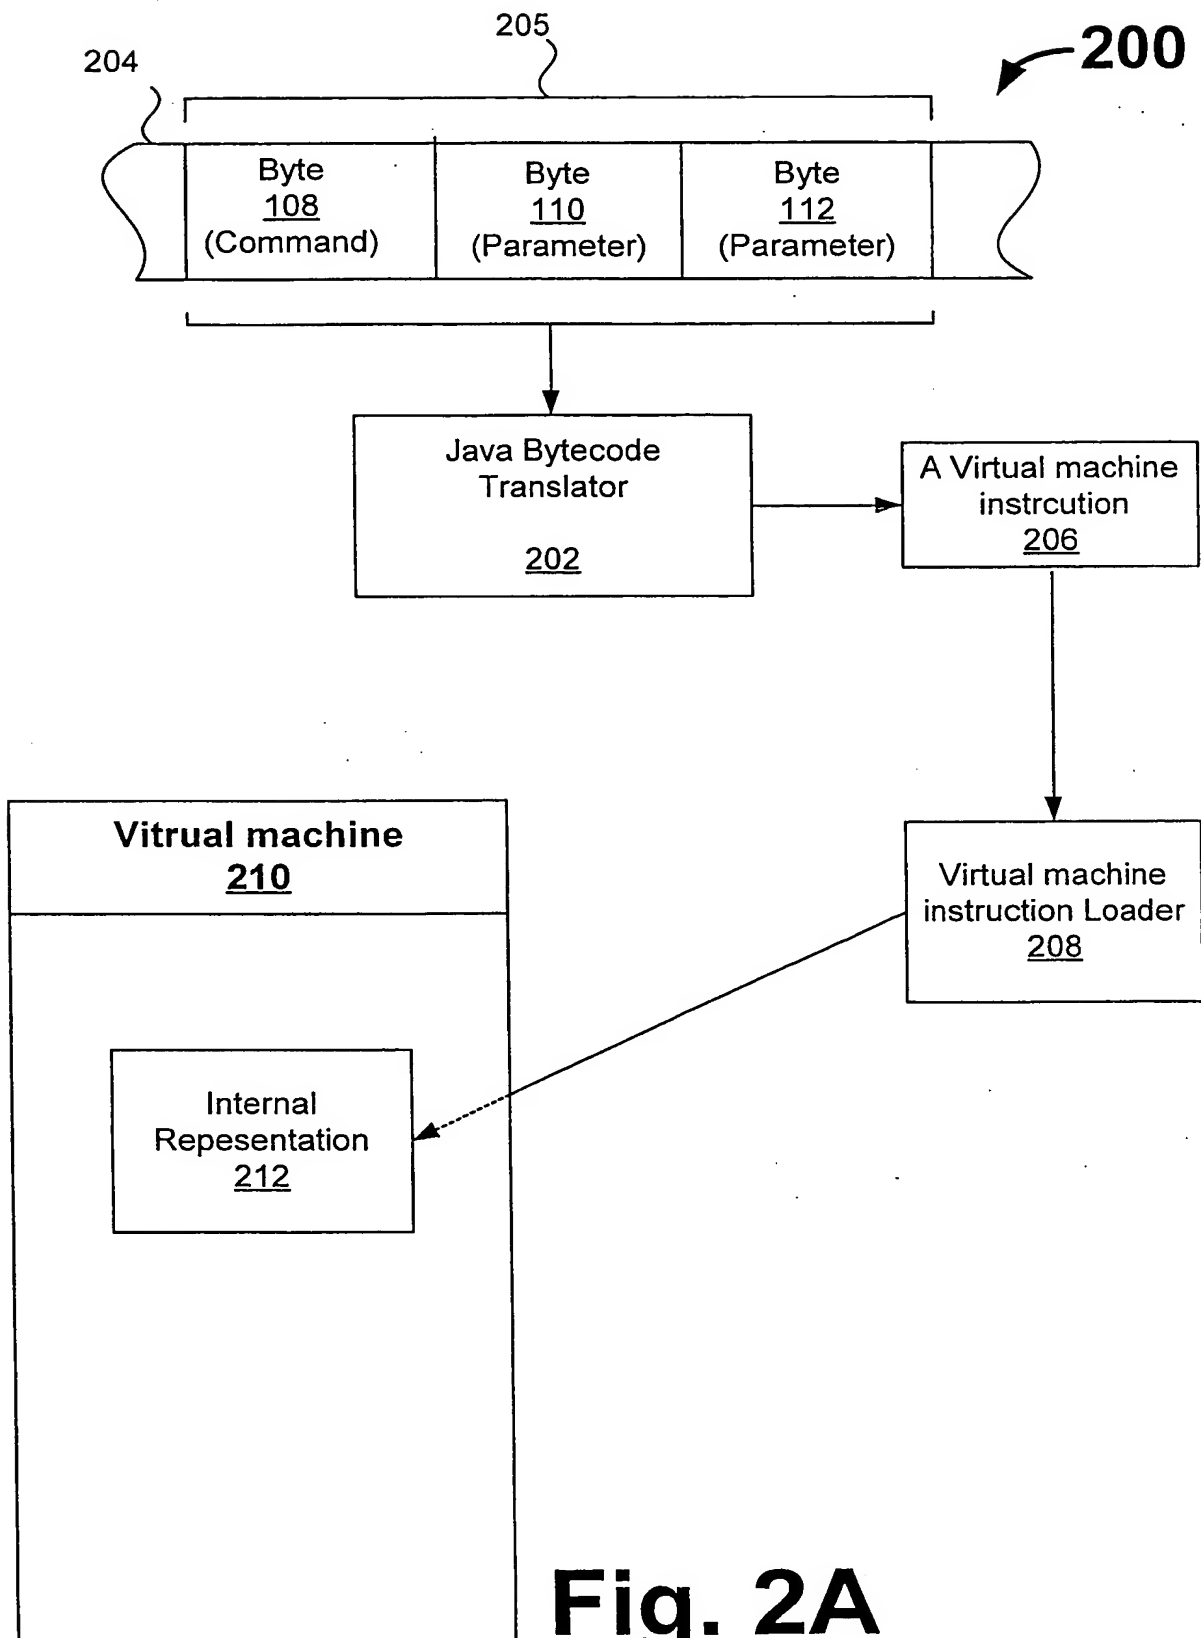 205
200
204
Byte
108
(Command)
Byte
110
(Parameter)
Byte
112
(Parameter)
Java Bytecode
Translator
202
A Virtual machine
instrcution
206
Vitrual machine
210
Virtual machine
instruction Loader
208
Internal
Repesentation
212
Fig. 2A